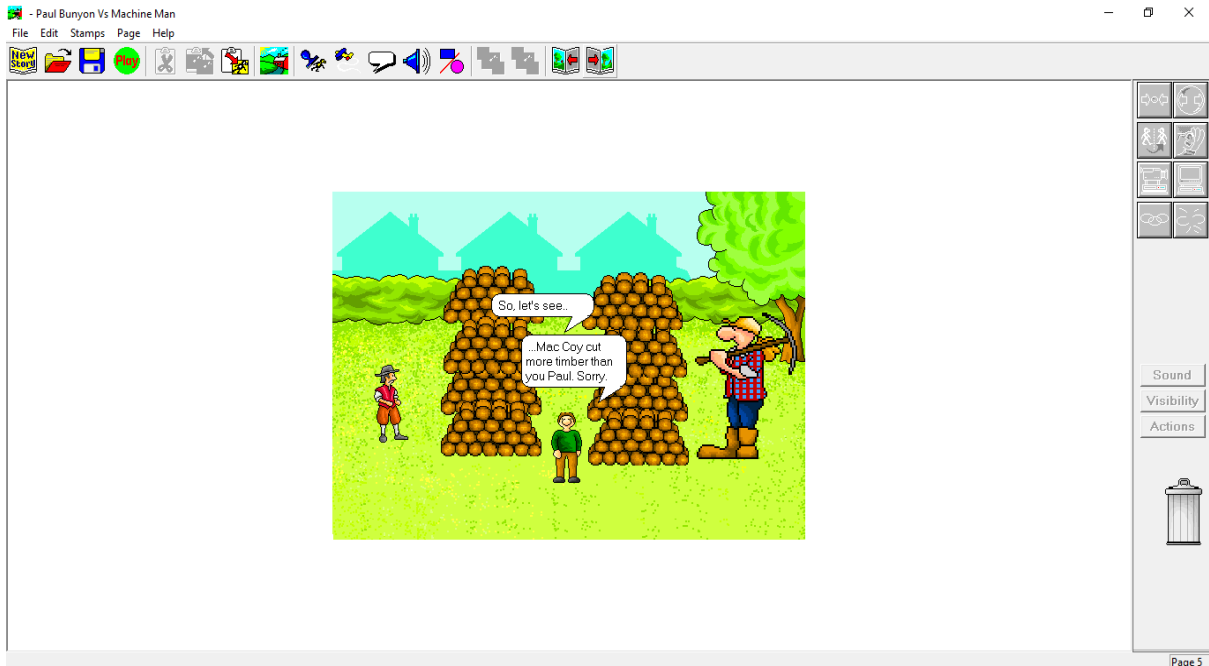 - Paul Bunyon Vs Machine Man
File Edit Stamps Page Help
New
Story
Play
So, let's see..
...Mac Coy cut
more timber than
you Paul. Sorry.
Sound
Visibility
Actions
Page 5